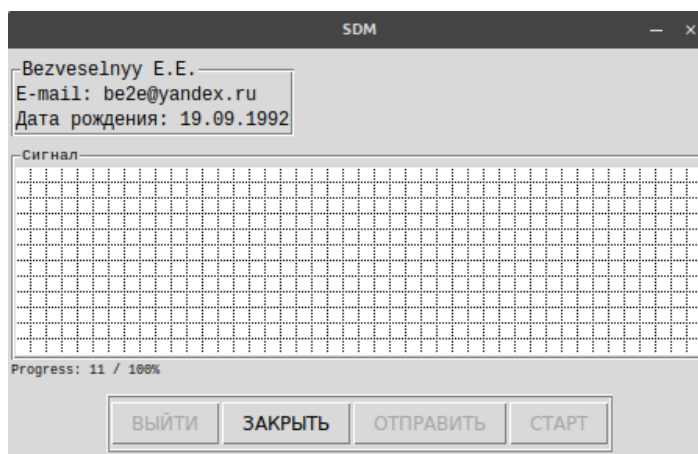 SDM
Bezveselnyy E.E.
E-mail: be2e@yandex.ru
Дата рождения: 19.09.1992
Сигнал
Progress: 11 / 100%
ВЫЙТИ ЗАКРЫТЬ ОТПРАВИТЬ СТАРТ